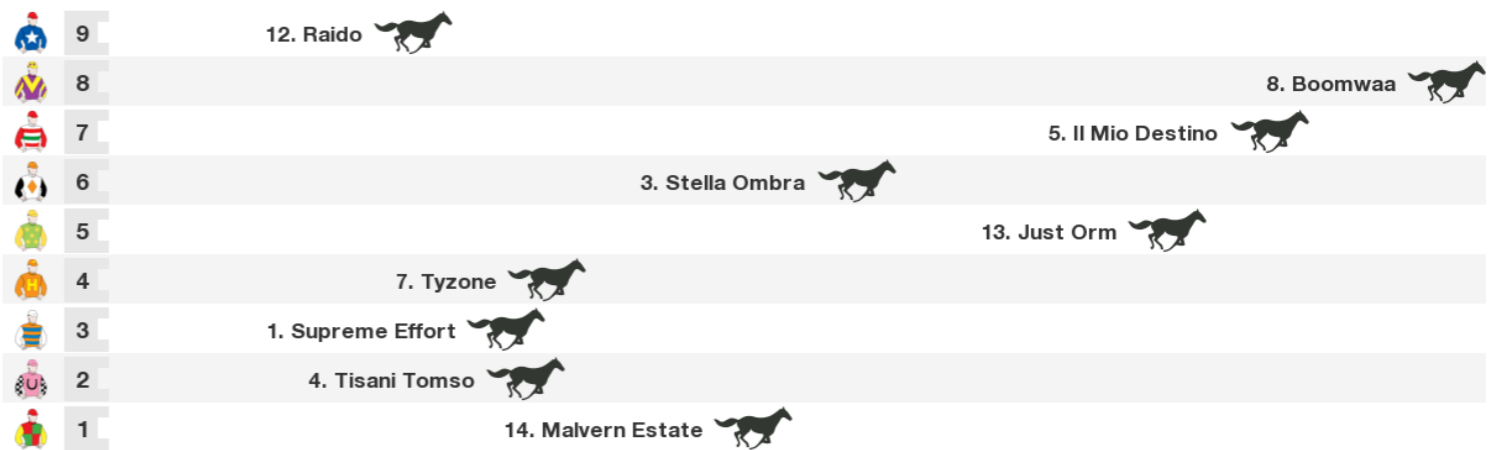 9 12. Raido
8 8. Boomwaa
7 5. Il Mio Destino
6 3. Stella Ombra
5 13. Just Orm
H 4 7. Tyzone
3 1. Supreme Effort
U 2 4. Tisani Tomso
1 14. Malvern Estate